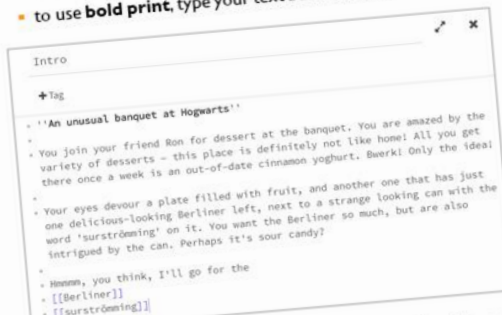 to use bold print, type your text
Intro
+Tag
''An unusual banquet at Hogwarts''
You join your friend Ron for dessert at the banquet. You are amazed by the
variety of desserts – this place is definitely not like home! All you get
there once a week is an out-of-date cinnamon yoghurt. Bwerk! Only the idea!
Your eyes devour a plate filled with fruit, and another one that has just
one delicious-looking Berliner left, next to a strange looking can with the
word 'surströmming' on it. You want the Berliner so much, but are also
intrigued by the can. Perhaps it's sour candy?
Hmmmm, you think, I'll go for the
[[Berliner]]
[[surströmming]]